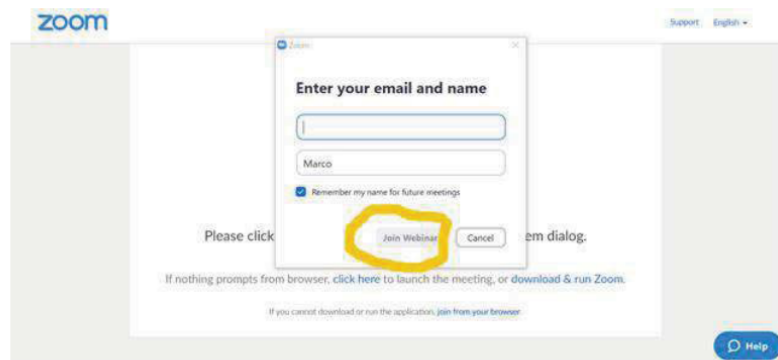 zoom
Support English
Zoom
Enter your email and name
Marco
Remember my name for future meetings
Join Webinar Cancel
Please click em dialog.
If nothing prompts from browser, click here to launch the meeting, or download & run Zoom.
If you cannot download or run the application, join from your browser.
Help